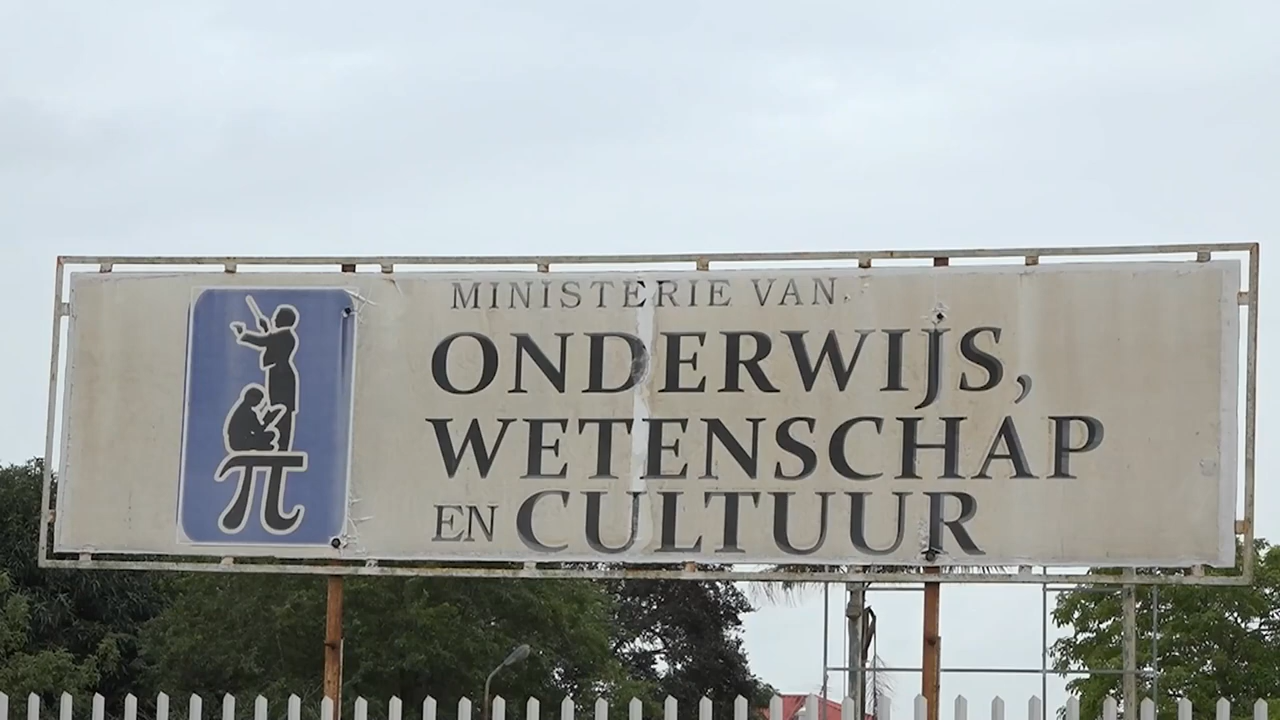 MINISTERIE VAN
ONDERWIJS,
WETENSCHAP
EN CULTUUR
π